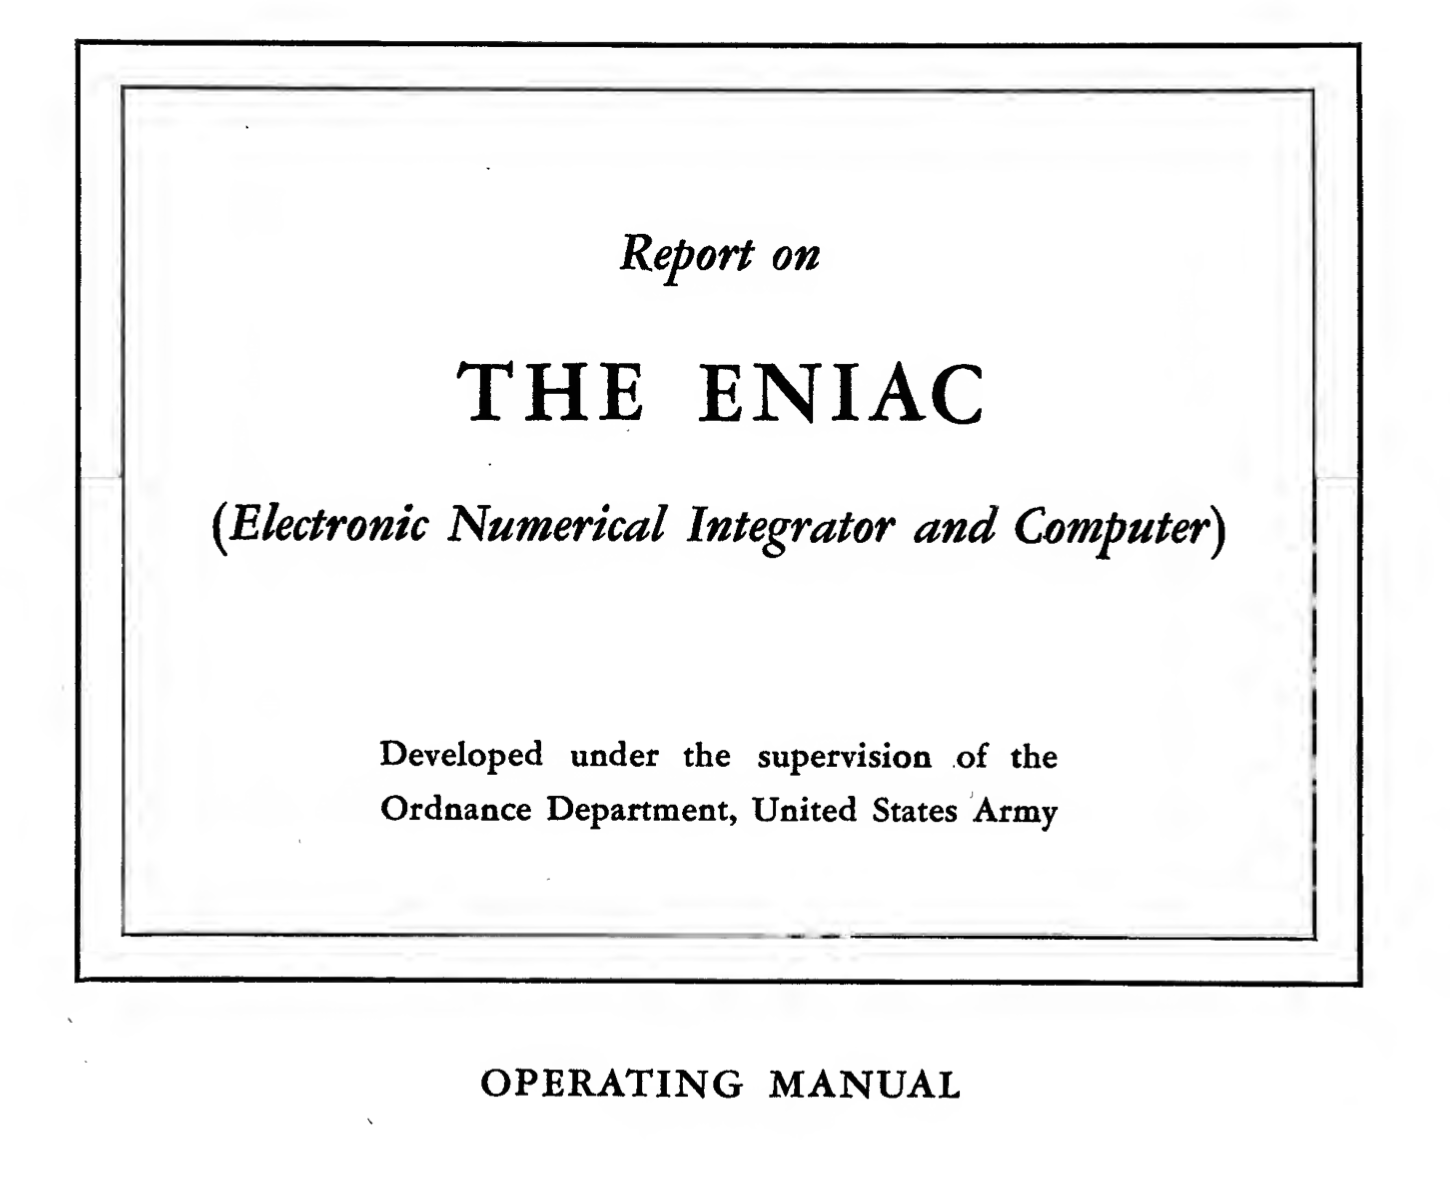 Report on
THE ENIAC
(Electronic Numerical Integrator and Computer)
Developed under the supervision of the
Ordnance Department, United States Army
OPERATING MANUAL